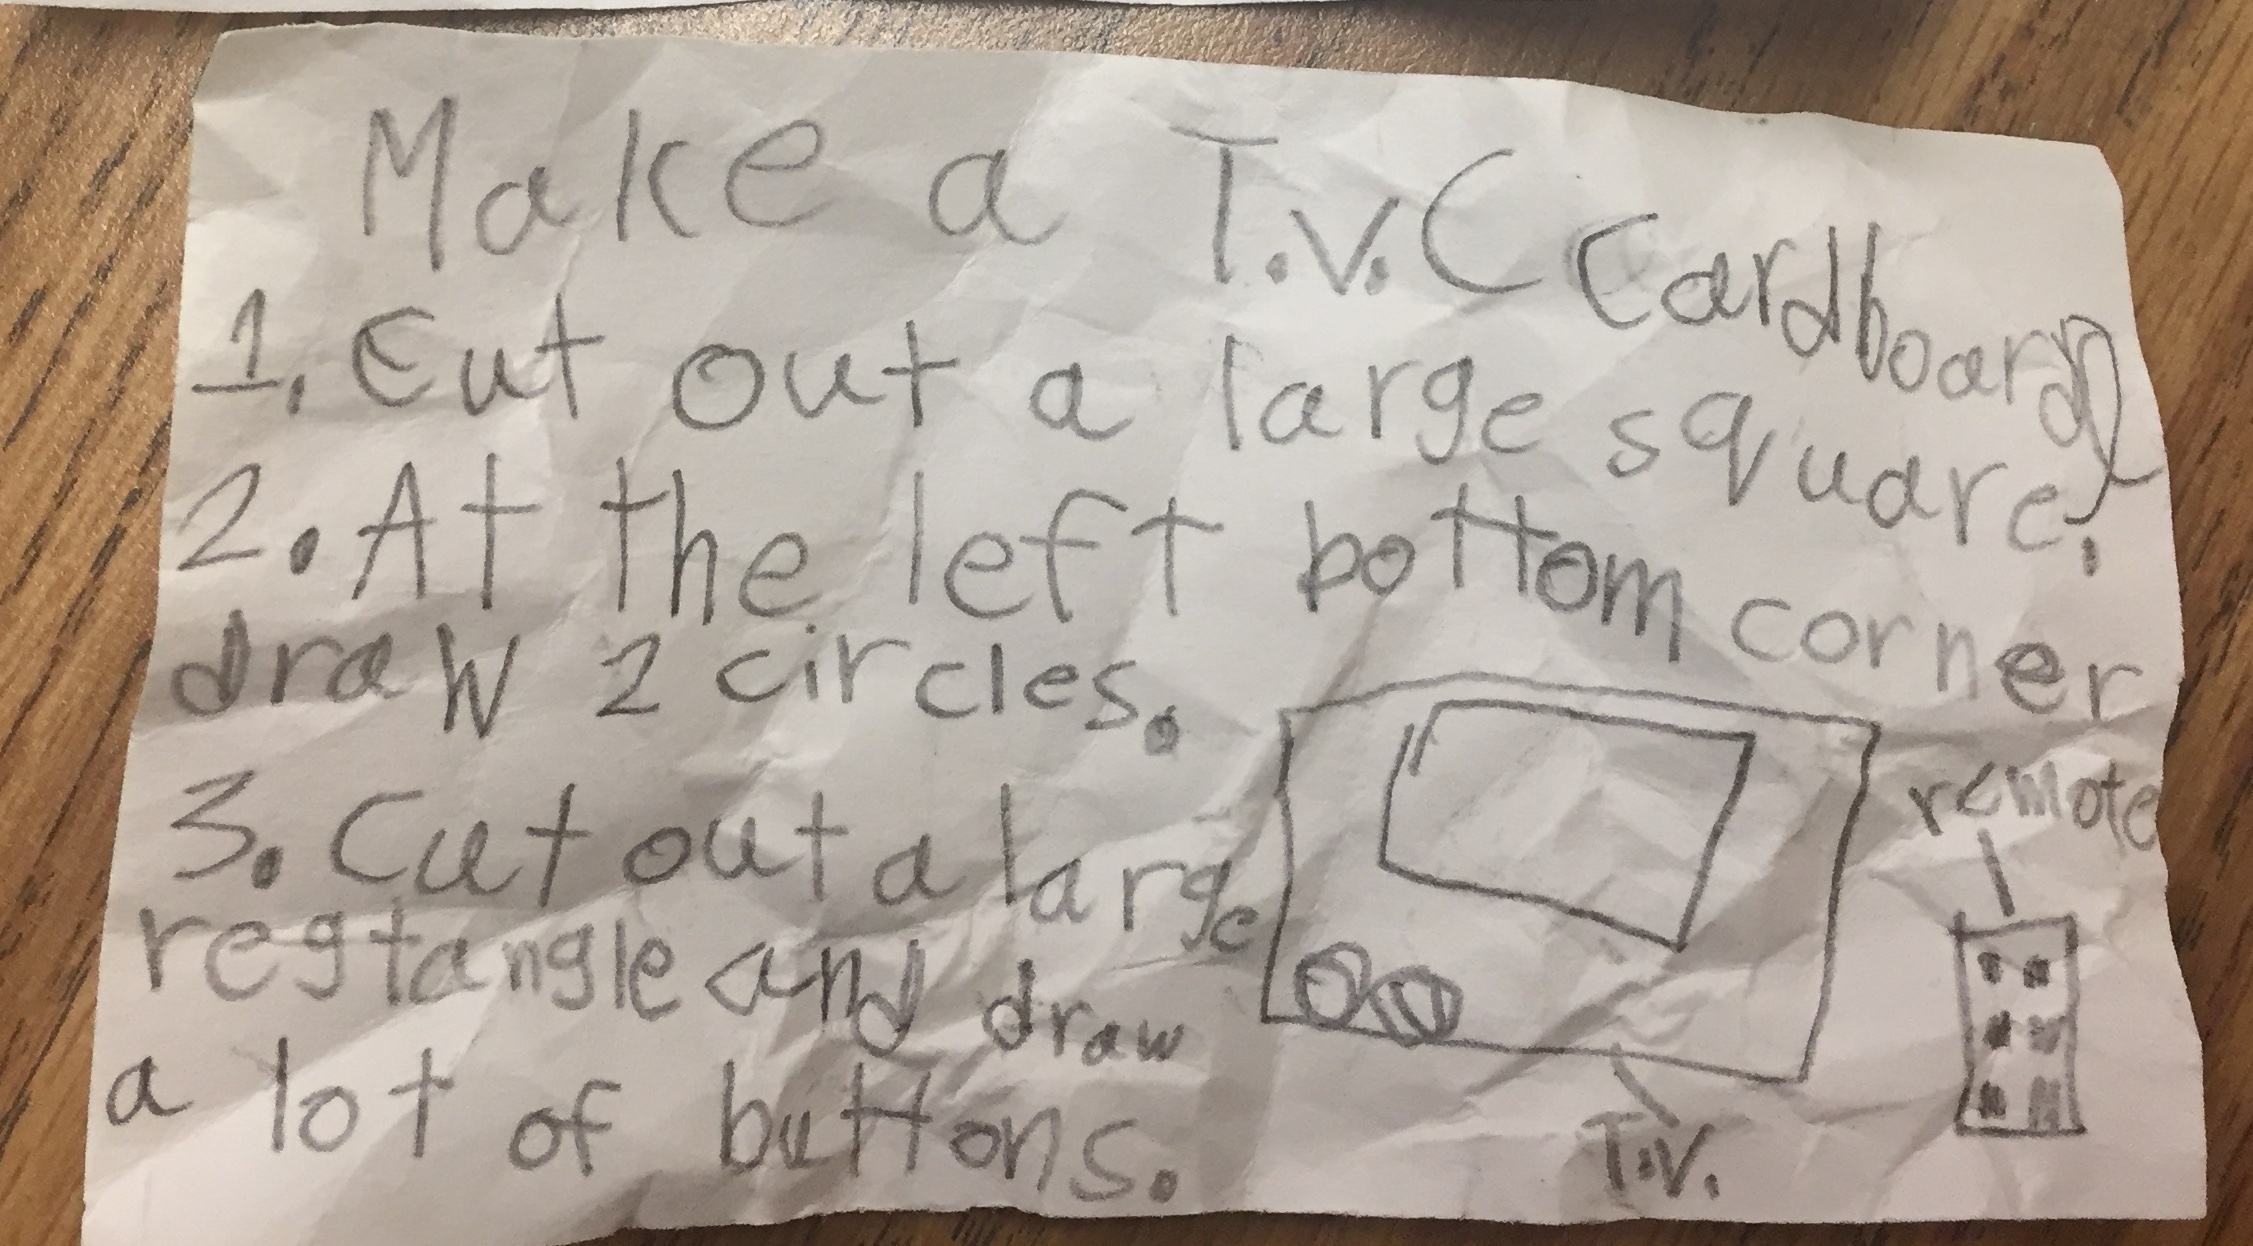 Make a T.V. (Cardboard)
1. Cut out a large square.
2. At the left bottom corner
draw 2 circles.
3. Cut out a large
regtangle and draw
a lot of buttons.
remote
T.V.